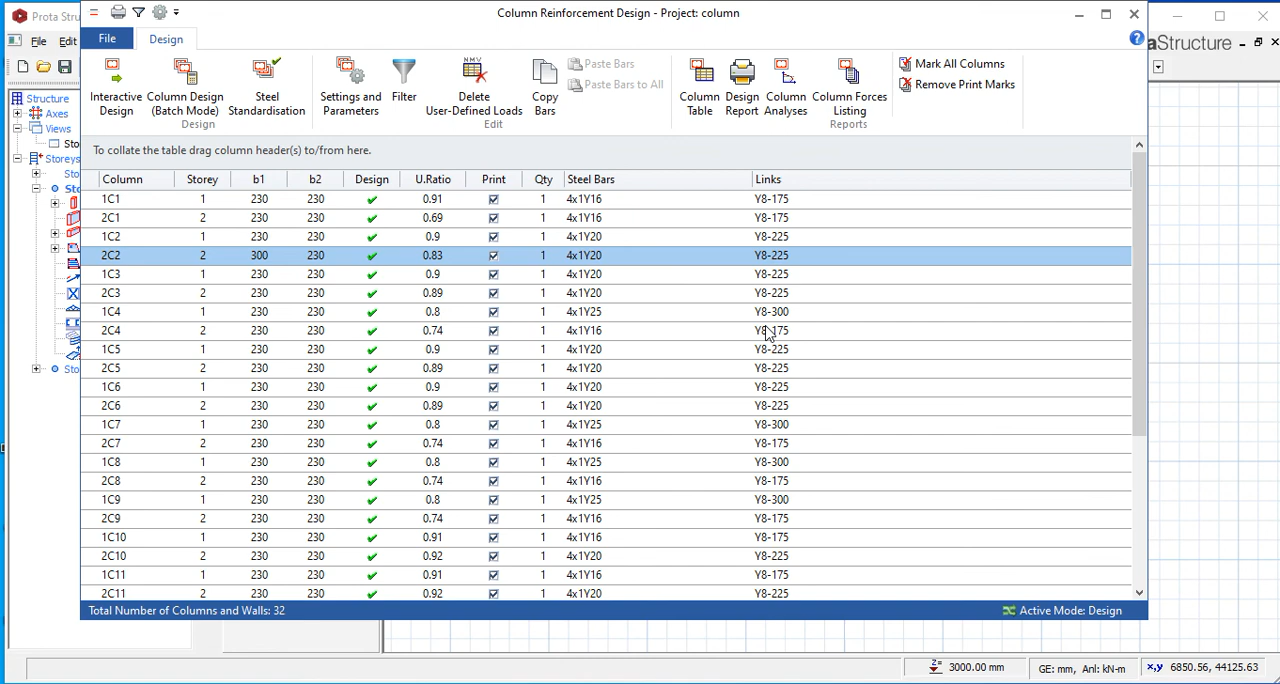 Prota Stru
Column Reinforcement Design - Project: column
File
Design
File
Edit
aStructure
Interactive Design
Column Design (Batch Mode)
Steel Standardisation
Design
Settings and Parameters
Filter
Delete User-Defined Loads
Copy Bars
Paste Bars
Paste Bars to All
Edit
Column Table
Design Report
Column Analyses
Column Forces Listing
Reports
Mark All Columns
Remove Print Marks
To collate the table drag column header(s) to/from here.
Column Storey b1 b2 Design U.Ratio Print Qty Steel Bars Links
1C1 1 230 230 0.91 1 4x1Y16 Y8-175
2C1 2 230 230 0.69 1 4x1Y16 Y8-175
1C2 1 230 230 0.9 1 4x1Y20 Y8-225
2C2 2 300 230 0.83 1 4x1Y20 Y8-225
1C3 1 230 230 0.9 1 4x1Y20 Y8-225
2C3 2 230 230 0.89 1 4x1Y20 Y8-225
1C4 1 230 230 0.8 1 4x1Y25 Y8-300
2C4 2 230 230 0.74 1 4x1Y16 Y8-175
1C5 1 230 230 0.9 1 4x1Y20 Y8-225
2C5 2 230 230 0.89 1 4x1Y20 Y8-225
1C6 1 230 230 0.9 1 4x1Y20 Y8-225
2C6 2 230 230 0.89 1 4x1Y20 Y8-225
1C7 1 230 230 0.8 1 4x1Y25 Y8-300
2C7 2 230 230 0.74 1 4x1Y16 Y8-175
1C8 1 230 230 0.8 1 4x1Y25 Y8-300
2C8 2 230 230 0.74 1 4x1Y16 Y8-175
1C9 1 230 230 0.8 1 4x1Y25 Y8-300
2C9 2 230 230 0.74 1 4x1Y16 Y8-175
1C10 1 230 230 0.91 1 4x1Y16 Y8-175
2C10 2 230 230 0.92 1 4x1Y20 Y8-225
1C11 1 230 230 0.91 1 4x1Y16 Y8-175
2C11 2 230 230 0.92 1 4x1Y20 Y8-225
Total Number of Columns and Walls: 32
Active Mode: Design
Structure
Axes
Views
Sto
Storeys
Sto
Sto
Sto
3000.00 mm
GE: mm, Anl: kN-m
x,y 6850.56, 44125.63